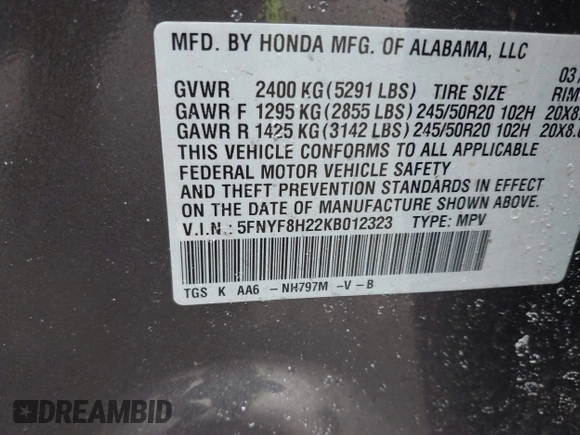 MFD. BY HONDA MFG. OF ALABAMA, LLC
GVWR 2400 KG(5291 LBS) TIRE SIZE
GAWR F 1295 KG(2855 LBS) 245/50R20 102H
GAWR R 1425 KG(3142 LBS) 245/50R20 102H
THIS VEHICLE CONFORMS TO ALL APPLICABLE
FEDERAL MOTOR VEHICLE SAFETY
AND THEFT PREVENTION STANDARDS IN EFFECT
ON THE DATE OF MANUFACTURE SHOWN ABOVE.
V.I.N.: 5FNYF8H22KB012323 TYPE: MPV
TGS K AA6 - NH797M -V - B
DREAMBID